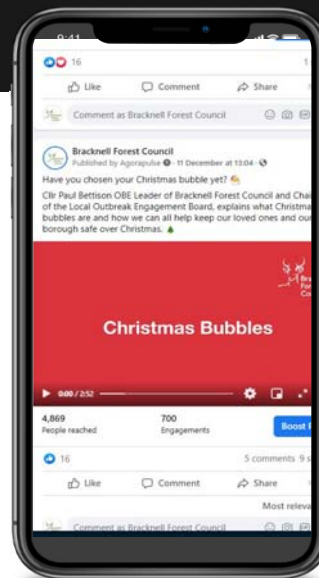 9:41
16
Like Comment Share
Comment as Bracknell Forest Council
Bracknell Forest Council
Published by Agorapulse · 11 December at 13:04 ·
Have you chosen your Christmas bubble yet?
Cllr Paul Bettison OBE Leader of Bracknell Forest Council and Chai
of the Local Outbreak Engagement Board, explains what Christma
bubbles are and how we can all help keep our loved ones and our
borough safe over Christmas.
Christmas Bubbles
0:00 / 2:52
4,869 700 Boost
People reached Engagements
16 5 comments 9 s
Like Comment Share
Most releva
Comment as Bracknell Forest Council